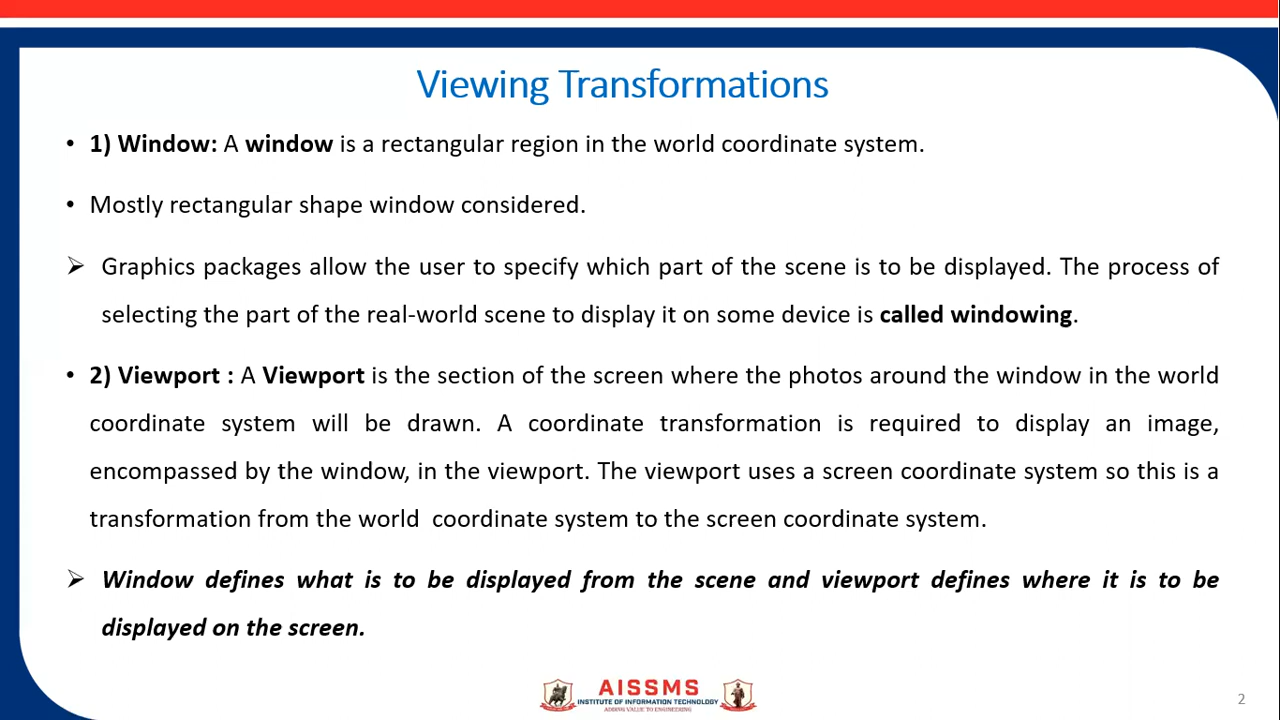 Viewing Transformations
• 1) Window: A window is a rectangular region in the world coordinate system.
• Mostly rectangular shape window considered.
➢ Graphics packages allow the user to specify which part of the scene is to be displayed. The process of
selecting the part of the real-world scene to display it on some device is called windowing.
• 2) Viewport : A Viewport is the section of the screen where the photos around the window in the world
coordinate system will be drawn. A coordinate transformation is required to display an image,
encompassed by the window, in the viewport. The viewport uses a screen coordinate system so this is a
transformation from the world coordinate system to the screen coordinate system.
➢ Window defines what is to be displayed from the scene and viewport defines where it is to be
displayed on the screen.
AISSMS
INSTITUTE OF INFORMATION TECHNOLOGY
ADDING VALUE TO ENGINEERING
2